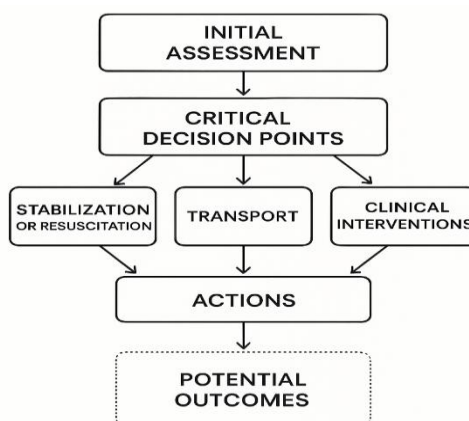 INITIAL
ASSESSMENT
CRITICAL
DECISION POINTS
STABILIZATION
OR RESUSCITATION
TRANSPORT
CLINICAL
INTERVENTIONS
ACTIONS
POTENTIAL
OUTCOMES